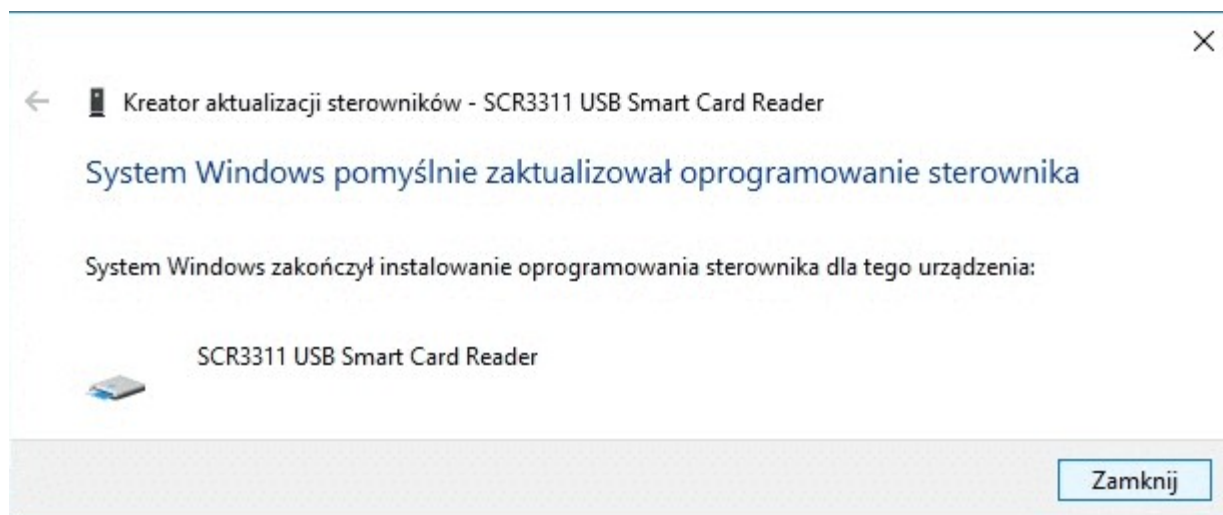 Kreator aktualizacji sterowników - SCR3311 USB Smart Card Reader
System Windows pomyślnie zaktualizował oprogramowanie sterownika
System Windows zakończył instalowanie oprogramowania sterownika dla tego urządzenia:
SCR3311 USB Smart Card Reader
Zamknij